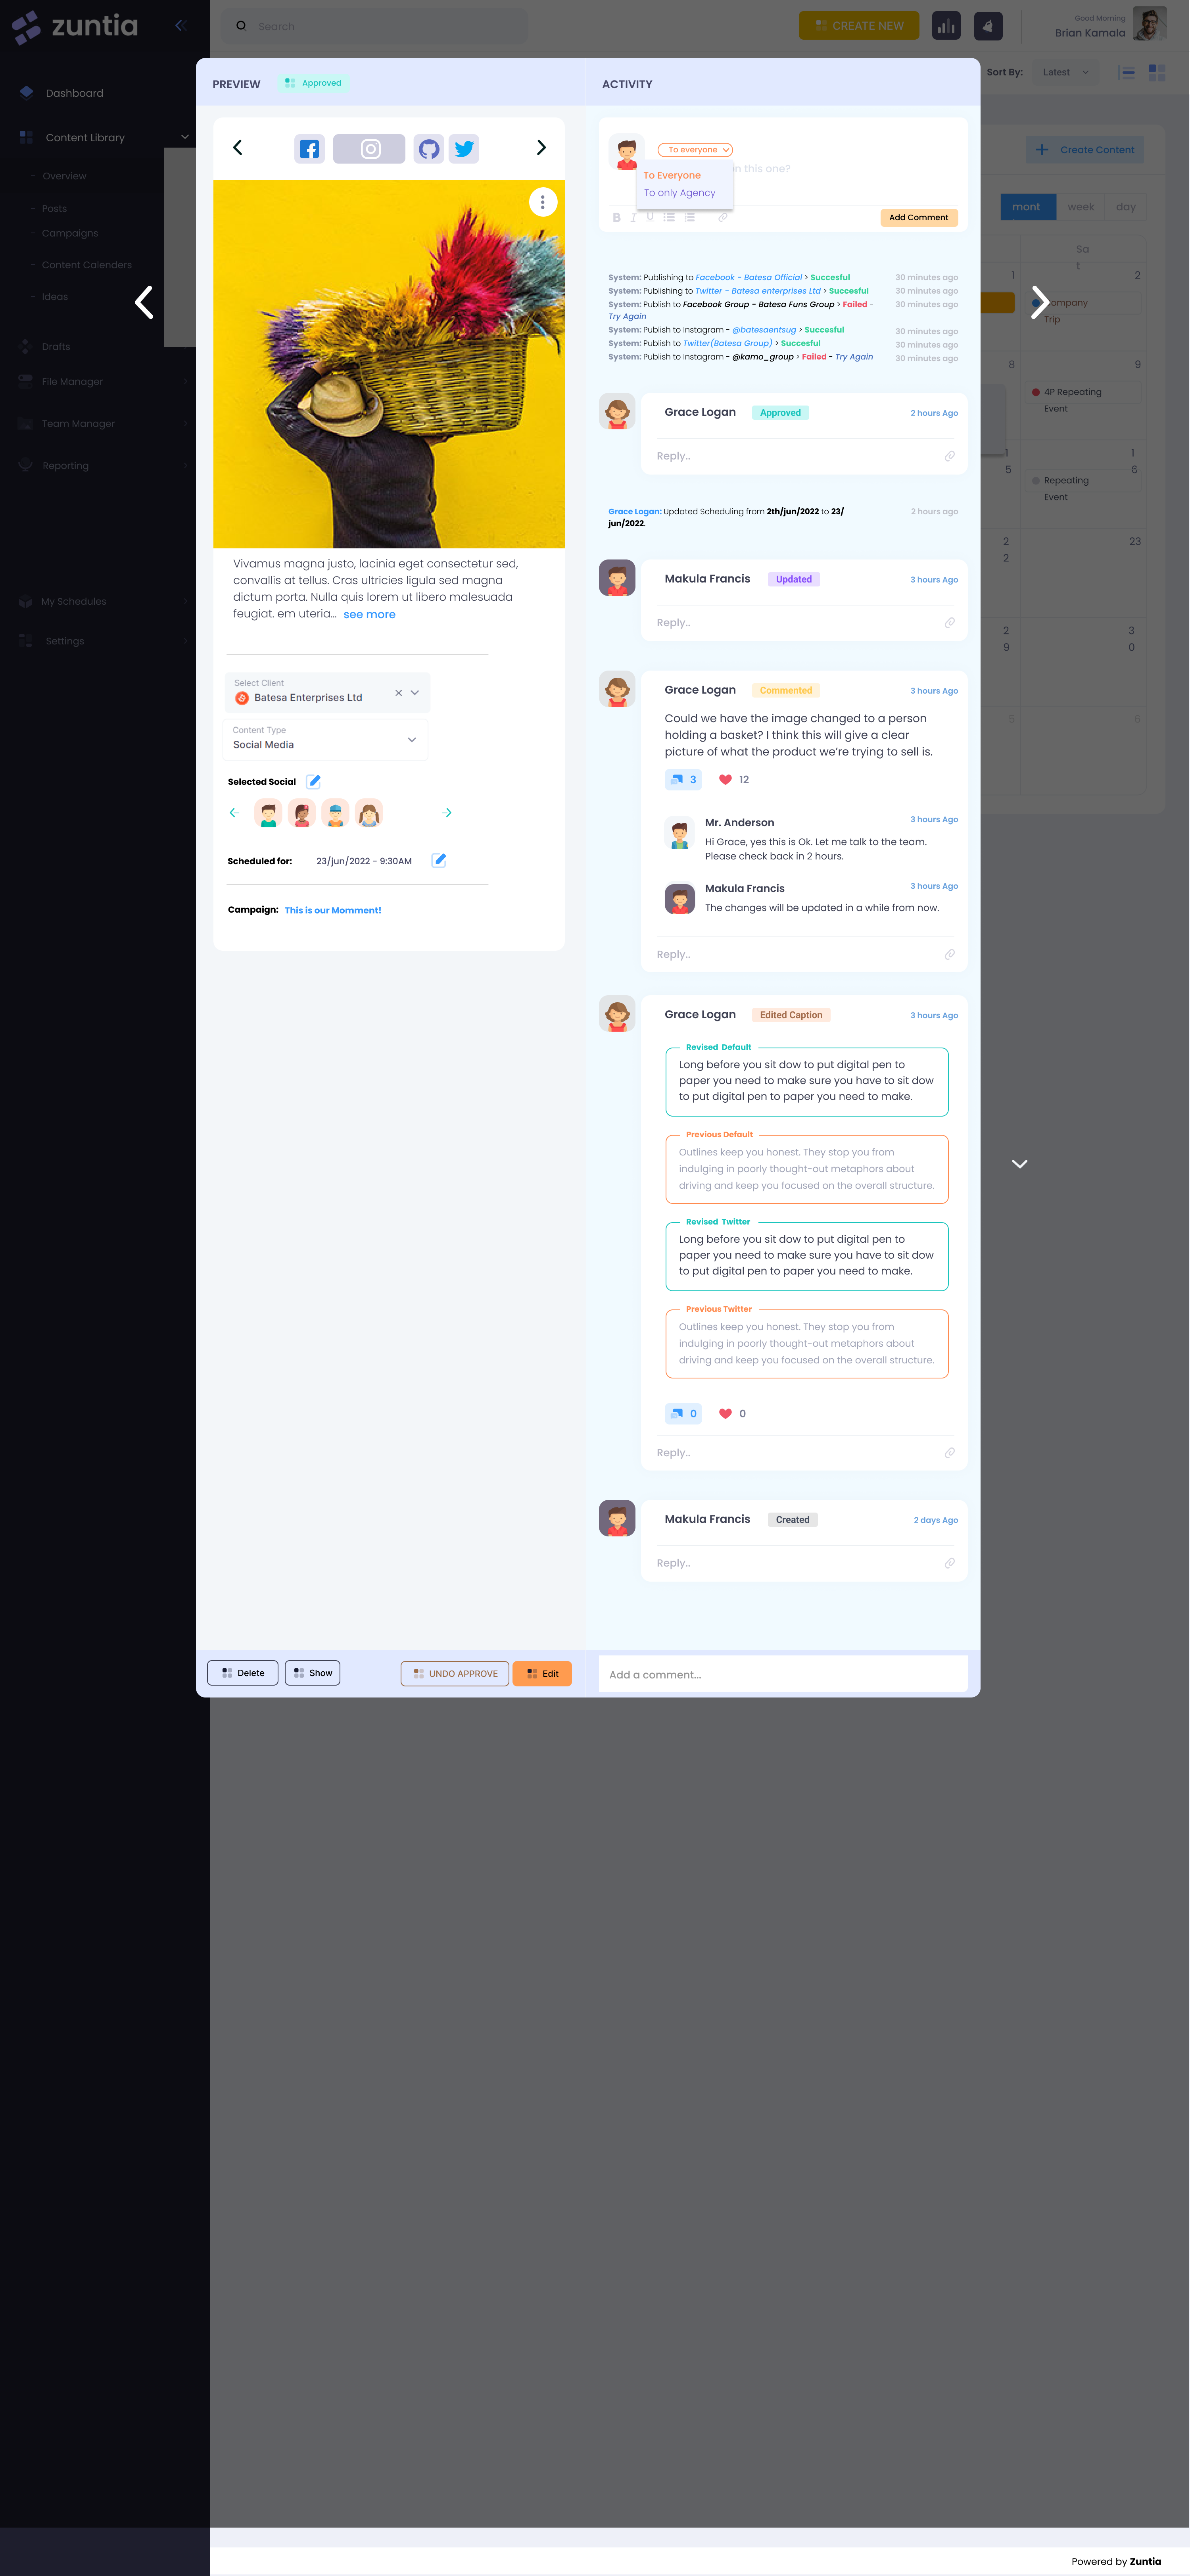 zuntia
Search
CREATE NEW
Good Morning
Brian Kamala
Sort By:
Latest
Dashboard
Content Library
- Overview
- Posts
- Campaigns
- Content Calenders
- Ideas
Drafts
File Manager
Team Manager
Reporting
My Schedules
Settings
PREVIEW
Approved
Vivamus magna justo, lacinia eget consectetur sed,
convallis at tellus. Cras ultricies ligula sed magna
dictum porta. Nulla quis lorem ut libero malesuada
feugiat. em uteria... see more
Select Client
Batesa Enterprises Ltd
Content Type
Social Media
Selected Social
Scheduled for: 23/jun/2022 - 9:30AM
Campaign: This is our Momment!
Delete
Show
UNDO APPROVE
Edit
ACTIVITY
To everyone
in this one?
To Everyone
To only Agency
B I U
Add Comment
System: Publishing to Facebook - Batesa Official > Succesful 30 minutes ago
System: Publishing to Twitter - Batesa enterprises Ltd > Succesful 30 minutes ago
System: Publish to Facebook Group - Batesa Funs Group > Failed - 30 minutes ago
Try Again
System: Publish to Instagram - @batesaentsug > Succesful 30 minutes ago
System: Publish to Twitter(Batesa Group) > Succesful 30 minutes ago
System: Publish to Instagram - @kamo_group > Failed - Try Again 30 minutes ago
Grace Logan Approved 2 hours Ago
Reply..
Grace Logan: Updated Scheduling from 2th/jun/2022 to 23/ 2 hours ago
jun/2022.
Makula Francis Updated 3 hours Ago
Reply..
Grace Logan Commented 3 hours Ago
Could we have the image changed to a person
holding a basket? I think this will give a clear
picture of what the product we're trying to sell is.
3 12
Mr. Anderson 3 hours Ago
Hi Grace, yes this is Ok. Let me talk to the team.
Please check back in 2 hours.
Makula Francis 3 hours Ago
The changes will be updated in a while from now.
Reply..
Grace Logan Edited Caption 3 hours Ago
Revised Default
Long before you sit dow to put digital pen to
paper you need to make sure you have to sit dow
to put digital pen to paper you need to make.
Previous Default
Outlines keep you honest. They stop you from
indulging in poorly thought-out metaphors about
driving and keep you focused on the overall structure.
Revised Twitter
Long before you sit dow to put digital pen to
paper you need to make sure you have to sit dow
to put digital pen to paper you need to make.
Previous Twitter
Outlines keep you honest. They stop you from
indulging in poorly thought-out metaphors about
driving and keep you focused on the overall structure.
0 0
Reply..
Makula Francis Created 2 days Ago
Reply..
Add a comment...
Create Content
mont week day
Sa
t
1 2
Company
Trip
8 9
4P Repeating
Event
1 1
5 6
Repeating
Event
2 23
2
2 3
9 0
5 6
Powered by Zuntia